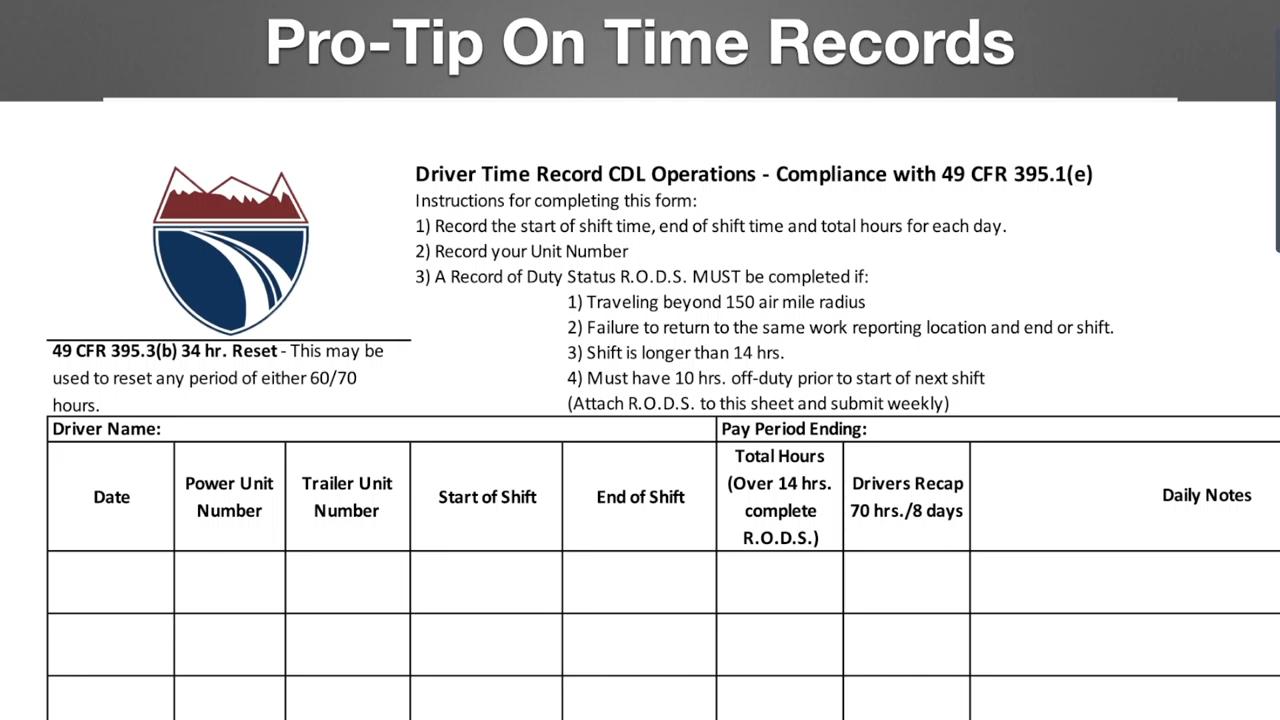 Pro-Tip On Time Records
Driver Time Record CDL Operations - Compliance with 49 CFR 395.1(e)
Instructions for completing this form:
1) Record the start of shift time, end of shift time and total hours for each day.
2) Record your Unit Number
3) A Record of Duty Status R.O.D.S. MUST be completed if:
1) Traveling beyond 150 air mile radius
2) Failure to return to the same work reporting location and end or shift.
3) Shift is longer than 14 hrs.
4) Must have 10 hrs. off-duty prior to start of next shift
(Attach R.O.D.S. to this sheet and submit weekly)
49 CFR 395.3(b) 34 hr. Reset - This may be
used to reset any period of either 60/70
hours.
Driver Name:
Pay Period Ending:
Date
Power Unit
Number
Trailer Unit
Number
Start of Shift
End of Shift
Total Hours
(Over 14 hrs.
complete
R.O.D.S.)
Drivers Recap
70 hrs./8 days
Daily Notes